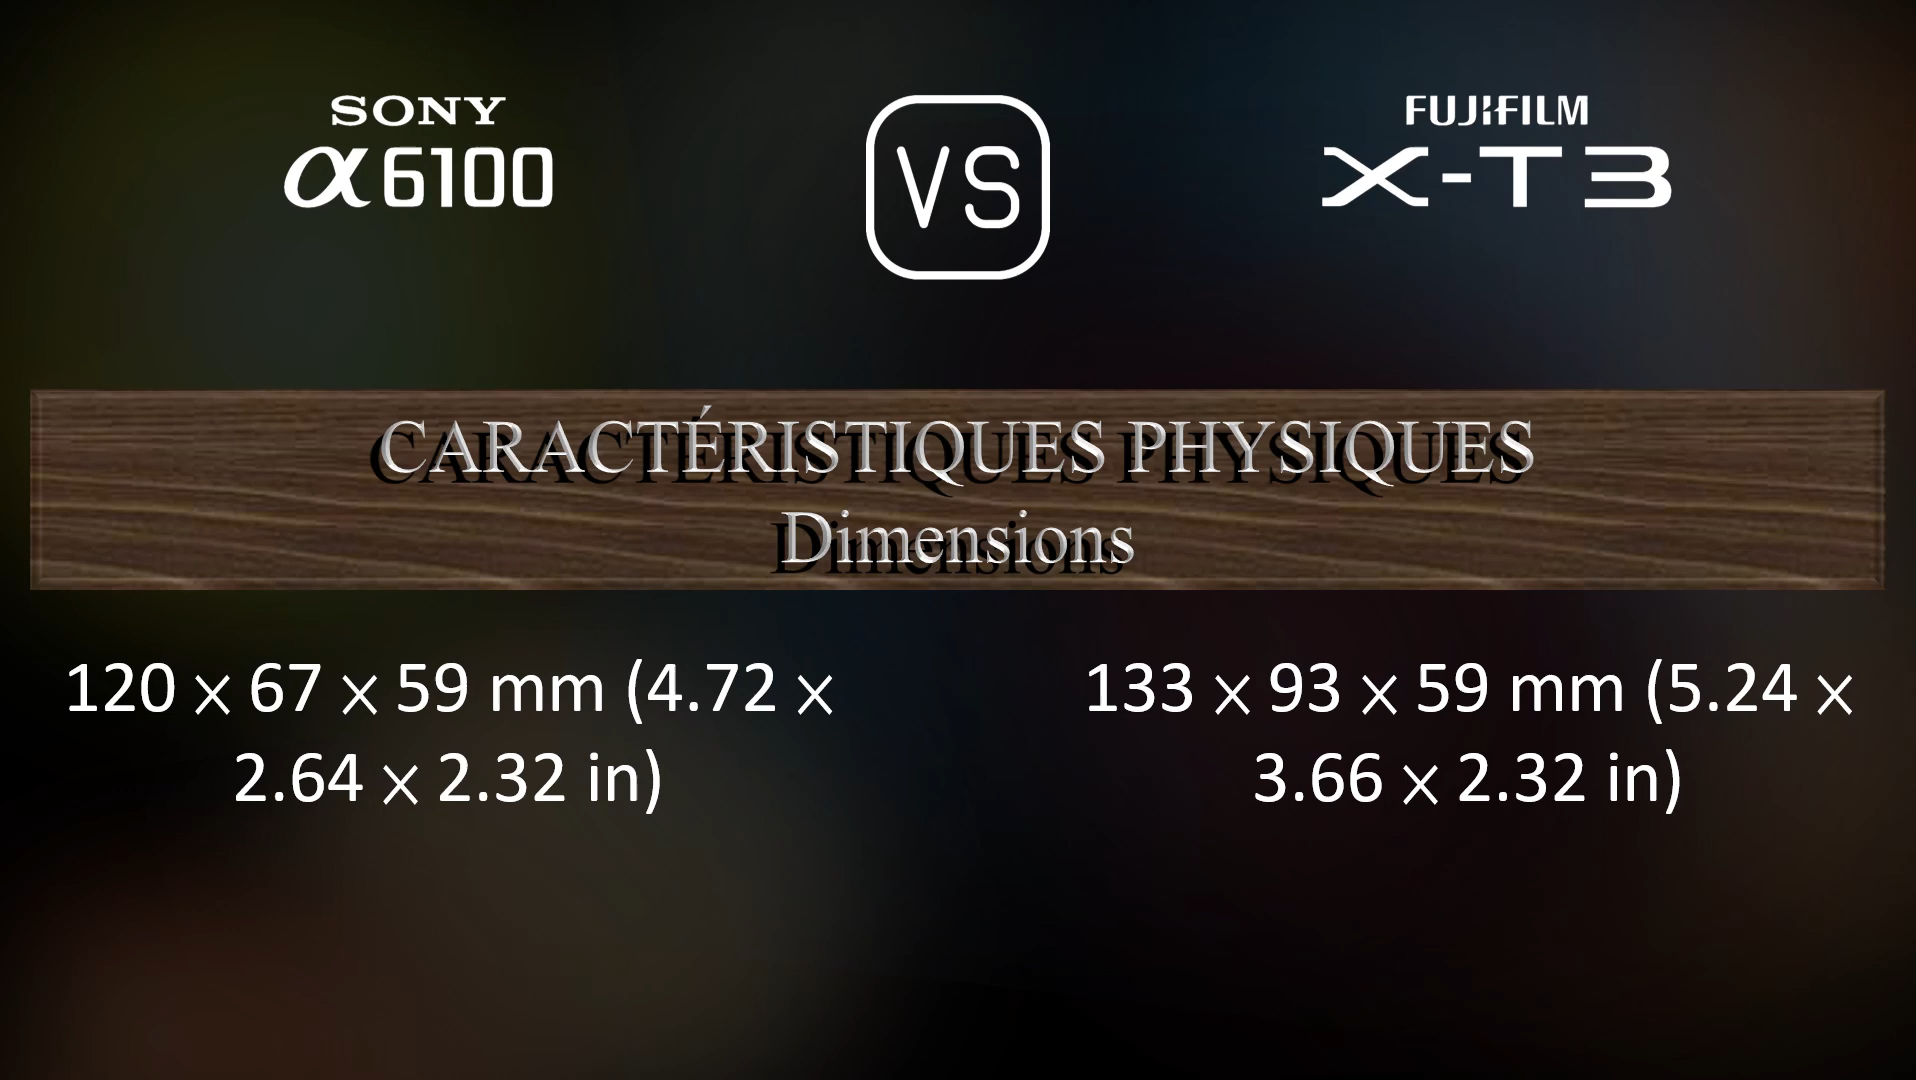 SONY
α6100
VS
FUJIFILM
X-T3
CARACTÉRISTIQUES PHYSIQUES
Dimensions
120 x 67 x 59 mm (4.72 x
2.64 x 2.32 in)
133 x 93 x 59 mm (5.24 x
3.66 x 2.32 in)